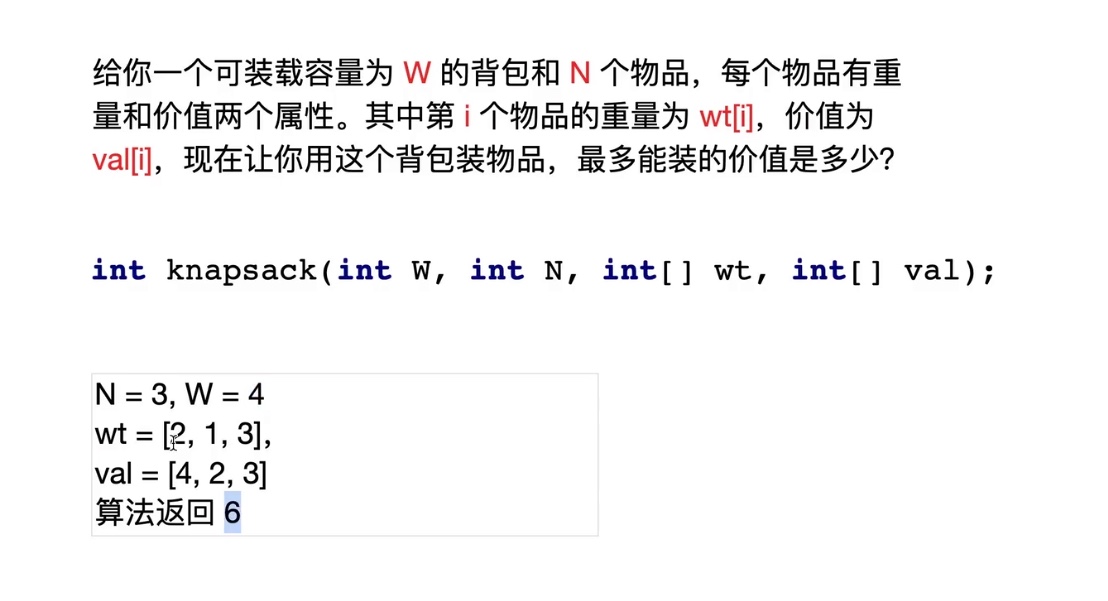 给你一个可装载容量为 W 的背包和 N 个物品，每个物品有重
量和价值两个属性。其中第 i 个物品的重量为 wt[i]，价值为
val[i]，现在让你用这个背包装物品，最多能装的价值是多少？
int knapsack(int W, int N, int[] wt, int[] val);
N = 3, W = 4
wt = [2, 1, 3],
val = [4, 2, 3]
算法返回 6